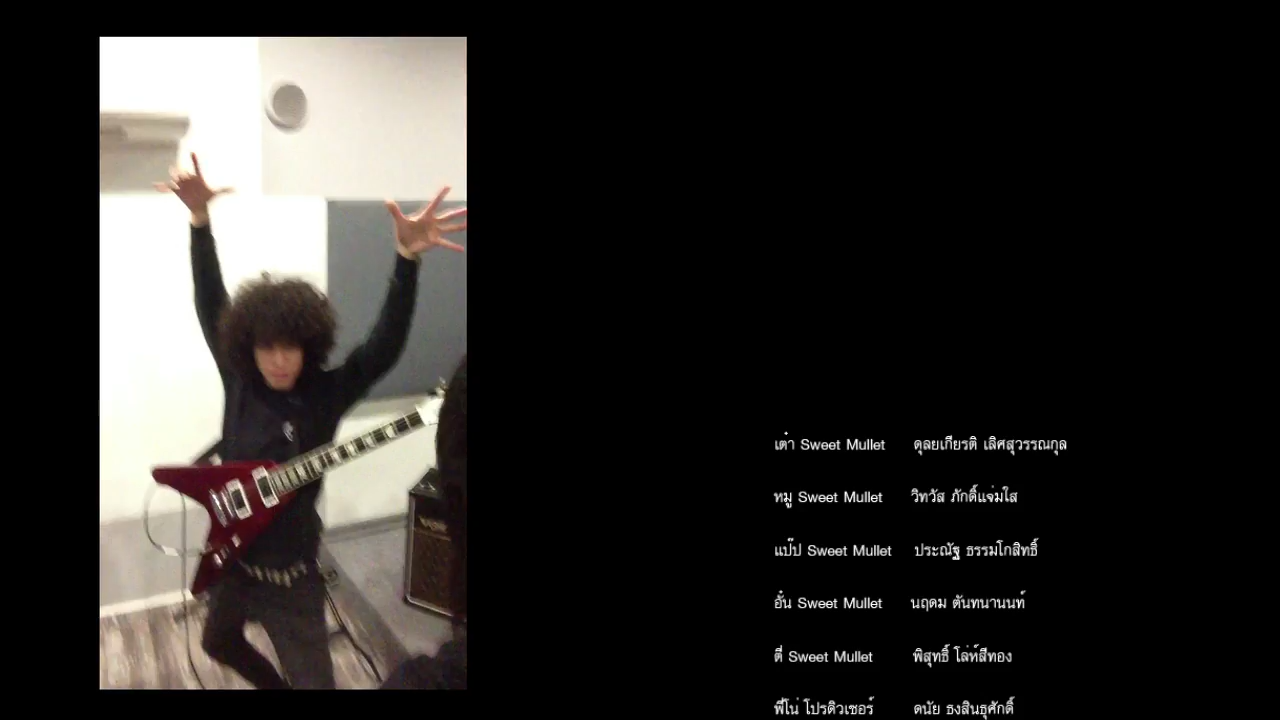 เต๋า Sweet Mullet ดุลยเกียรติ เลิศสุวรรณกุล
หมู Sweet Mullet วิทวัส ภักดิ์แจ่มใส
แป๊ป Sweet Mullet ประณัฐ ธรรมโกสิทธิ์
อั๋น Sweet Mullet นฤดม ตันทนานนท์
ตี่ Sweet Mullet พิสุทธิ์ โล่ห์สีทอง
พี่โน่ โปรดิวเซอร์ ดนัย ธงสินธุศักดิ์